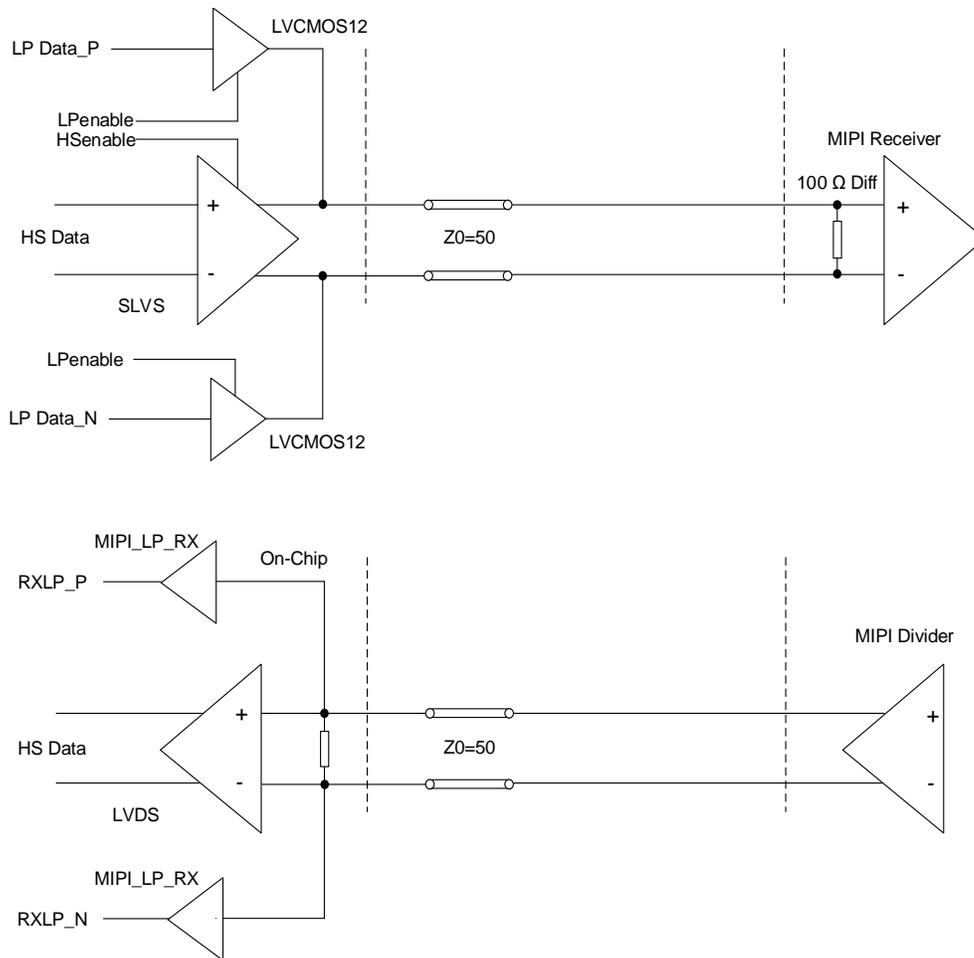 LVCMOS12
LP Data_P
LPenable
HSenable
MIPI Receiver
100 Ω Diff
+
+
HS Data
Z0=50
-
-
SLVS
LPenable
LP Data_N
LVCMOS12
MIPI_LP_RX
On-Chip
RXLP_P
MIPI Divider
+
+
HS Data
Z0=50
-
-
LVDS
MIPI_LP_RX
RXLP_N